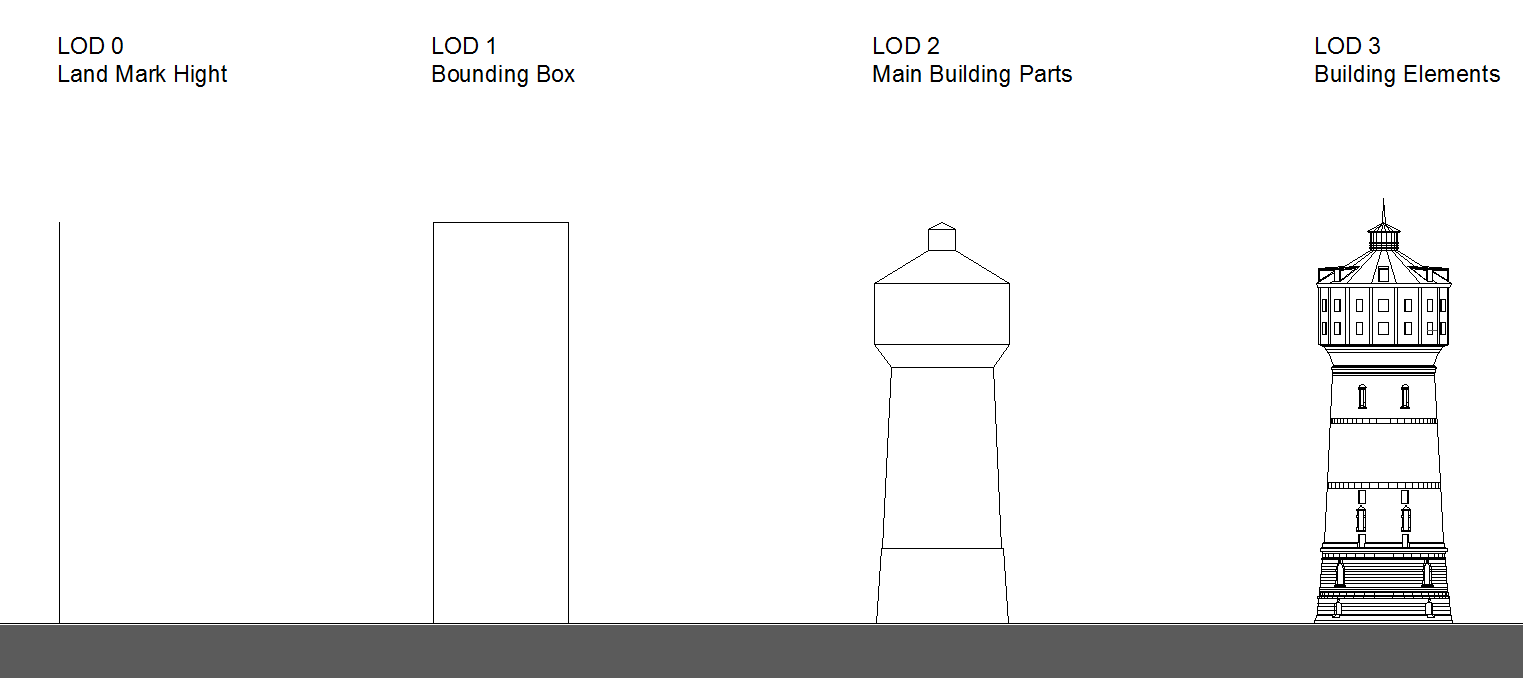 LOD 0
Land Mark Hight
LOD 1
Bounding Box
LOD 2
Main Building Parts
LOD 3
Building Elements